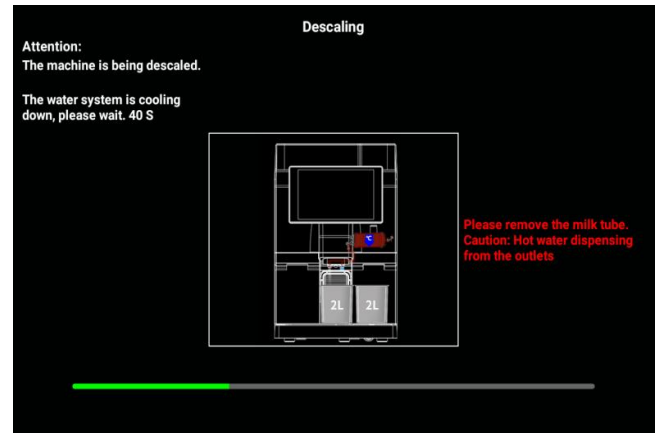 Descaling
Attention:
The machine is being descaled.
The water system is cooling
down, please wait. 40 S
Please remove the milk tube.
Caution: Hot water dispensing
from the outlets
°C
2L
2L